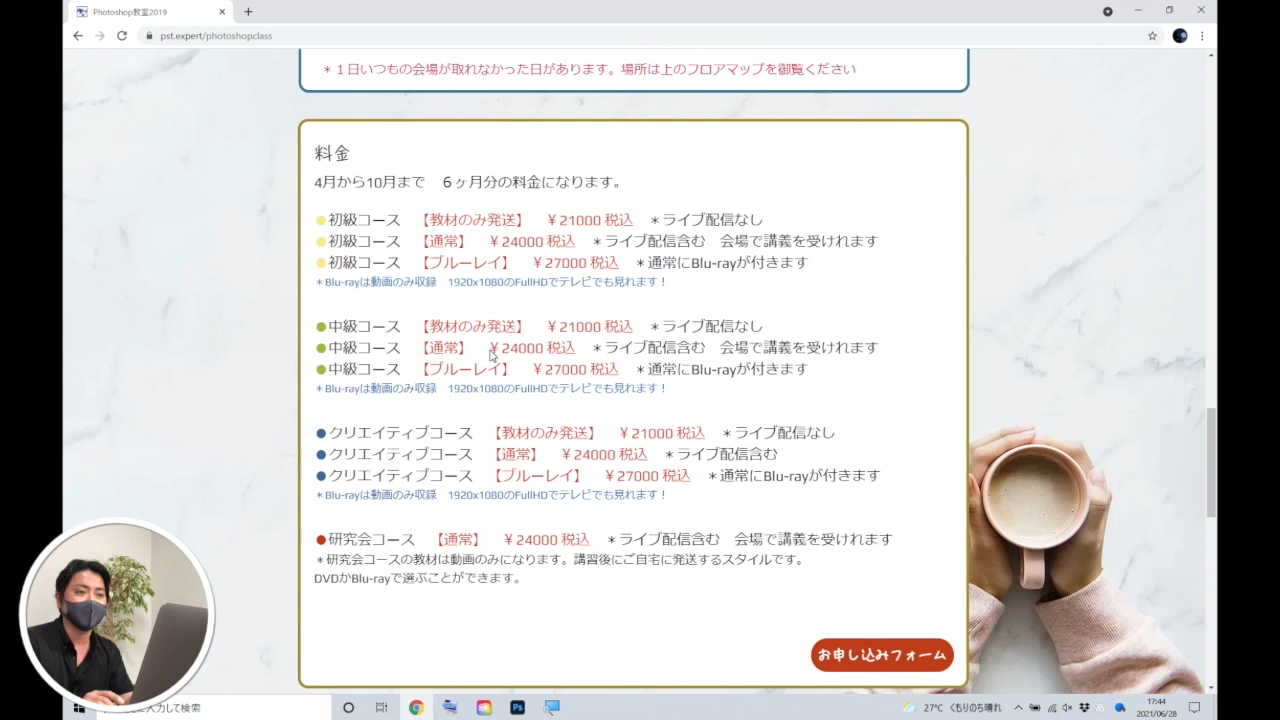 Photoshop教室2019
pst.expert/photoshopclass
＊１日いつもの会場が取れなかった日があります。場所は上のフロアマップを御覧ください
料金
4月から10月まで　６ヶ月分の料金になります。
●初級コース　【教材のみ発送】　￥21000 税込　＊ライブ配信なし
●初級コース　【通常】　￥24000 税込　＊ライブ配信含む　会場で講義を受けれます
●初級コース　【ブルーレイ】　￥27000 税込　＊通常にBlu-rayが付きます
＊Blu-rayは動画のみ収録　1920x1080のFullHDでテレビでも見れます！
●中級コース　【教材のみ発送】　￥21000 税込　＊ライブ配信なし
●中級コース　【通常】　￥24000 税込　＊ライブ配信含む　会場で講義を受けれます
●中級コース　【ブルーレイ】　￥27000 税込　＊通常にBlu-rayが付きます
＊Blu-rayは動画のみ収録　1920x1080のFullHDでテレビでも見れます！
●クリエイティブコース　【教材のみ発送】　￥21000 税込　＊ライブ配信なし
●クリエイティブコース　【通常】　￥24000 税込　＊ライブ配信含む
●クリエイティブコース　【ブルーレイ】　￥27000 税込　＊通常にBlu-rayが付きます
＊Blu-rayは動画のみ収録　1920x1080のFullHDでテレビでも見れます！
●研究会コース　【通常】　￥24000 税込　＊ライブ配信含む　会場で講義を受けれます
＊研究会コースの教材は動画のみになります。講習後にご自宅に発送するスタイルです。
DVDかBlu-rayで選ぶことができます。
お申し込みフォーム
に入力して検索
Ps
27℃ くもりのち晴れ
17:44
2021/06/28